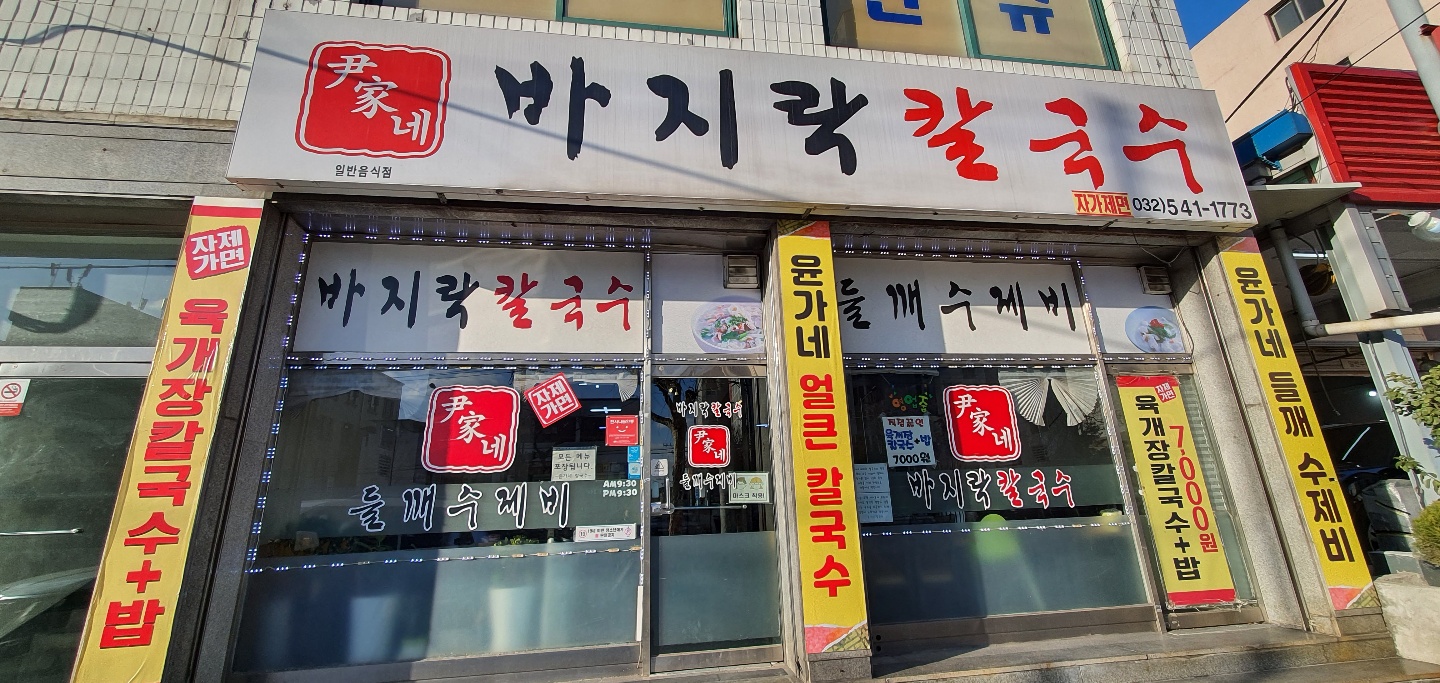 尹家네
일반음식점
바지락칼국수
자가제면 032)541-1773
자가제면
육개장칼국수+밥
바지락칼국수
尹家네
자가제면
들깨수제비
모든 메뉴
포장됩니다.
AM9:30
PM9:30
바지락칼국수
尹家네
들깨수제비
마스크 착용!
윤가네 얼큰 칼국수
들깨수제비
칼국수+밥
7000원
尹家네
바지락칼국수
자가제면
육개장칼국수+밥
7,000원
윤가네 들깨 수제비